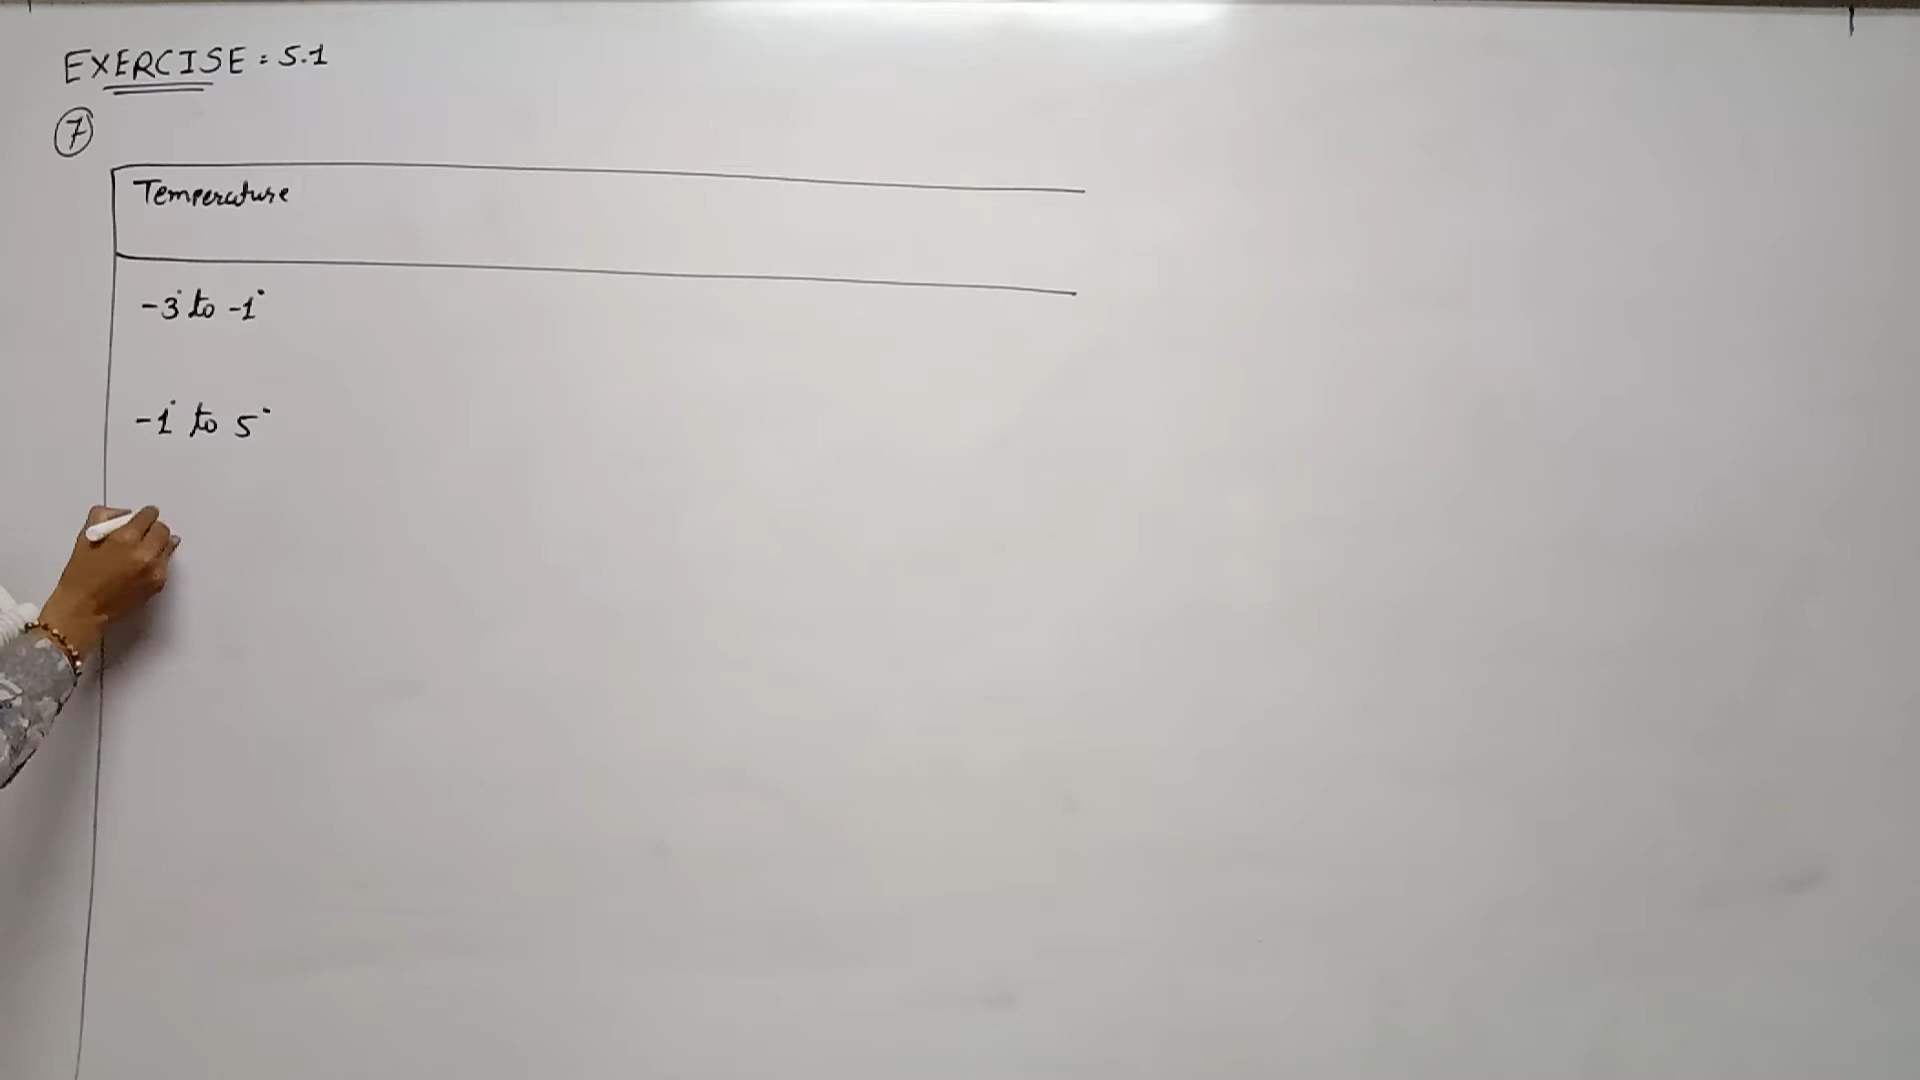 EXERCISE : 5.1
7
Temperature
-3° to -1°
-1° to 5°